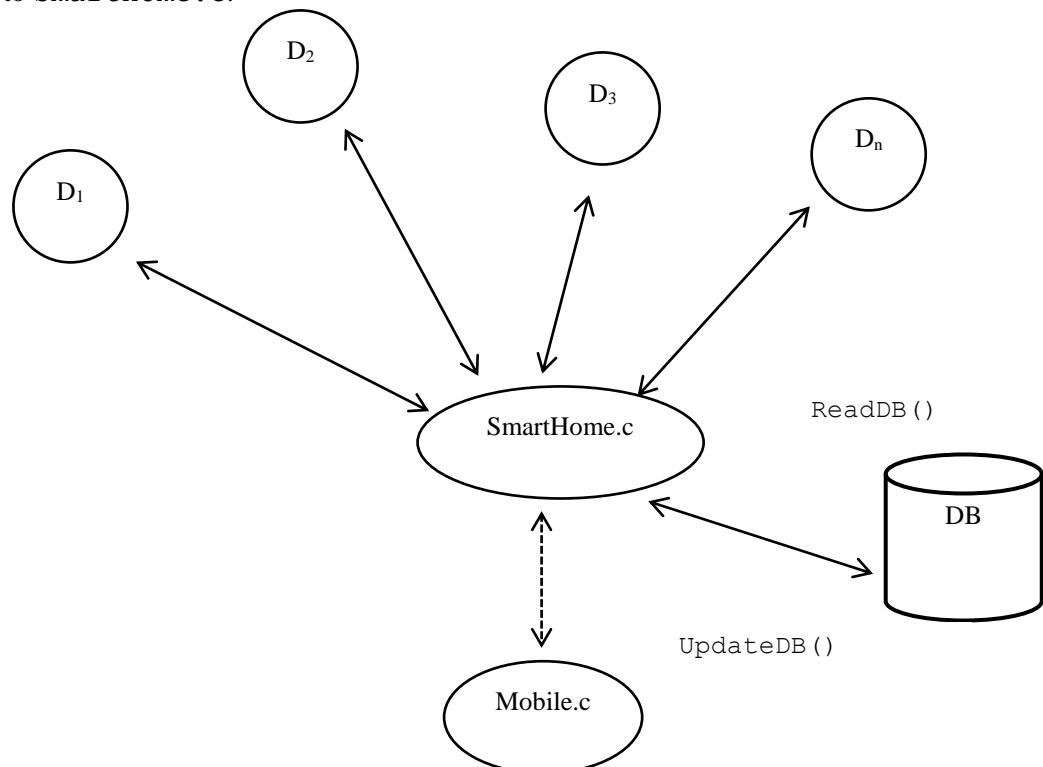 D₂
D₃
Dₙ
D₁
ReadDB()
SmartHome.c
DB
UpdateDB()
Mobile.c